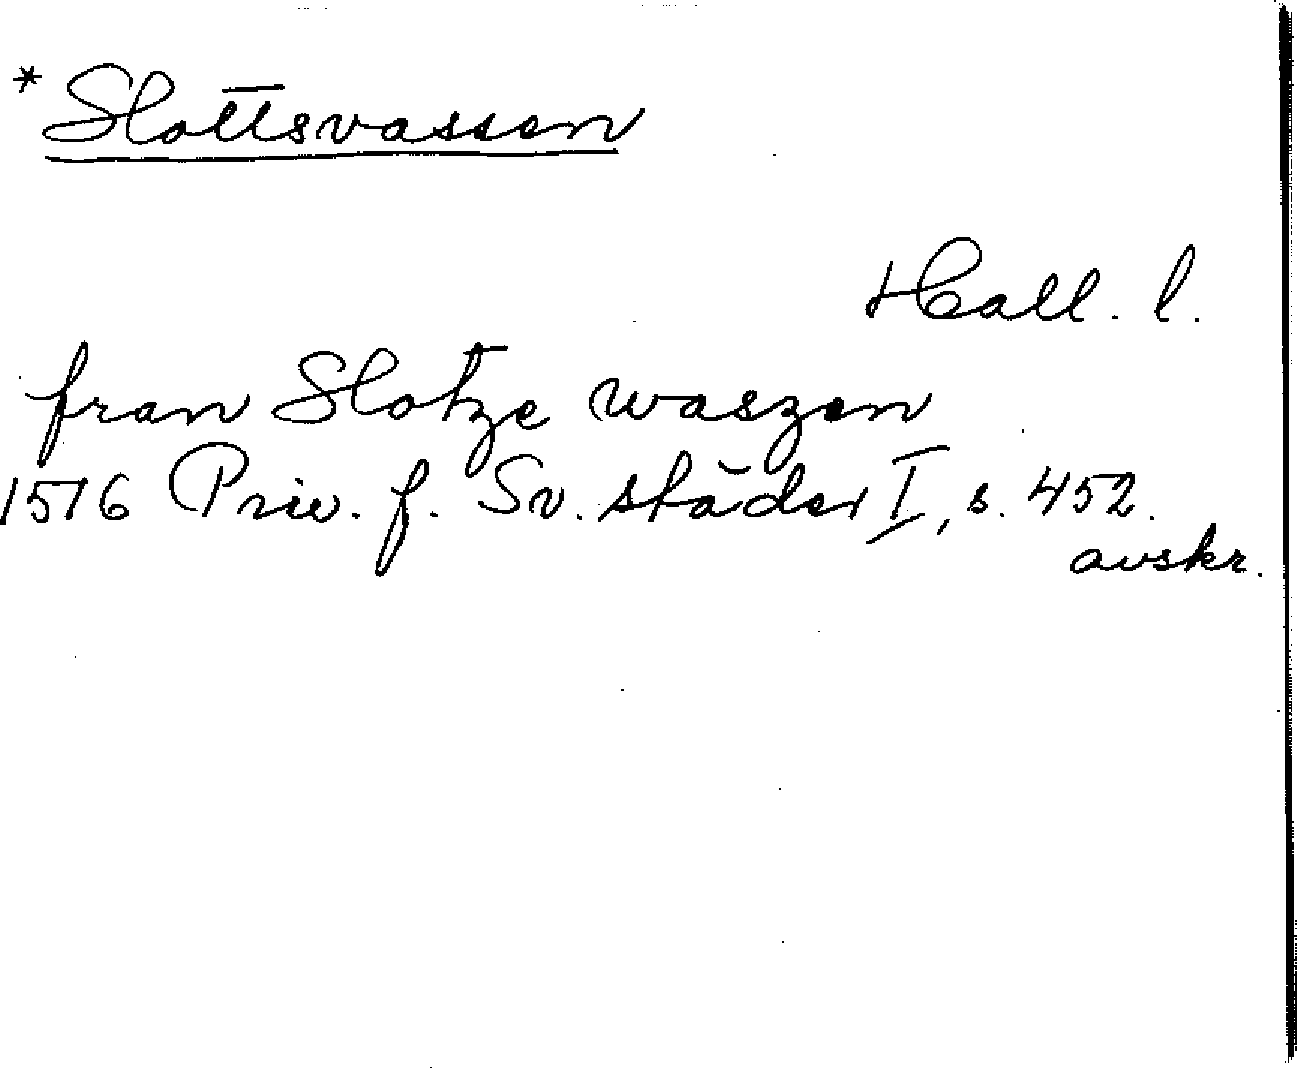 * Slottsvassen
Hall. l.
fran Slotze waszen
1516 Priv. f. Sv. städer I, s. 452.
avskr.